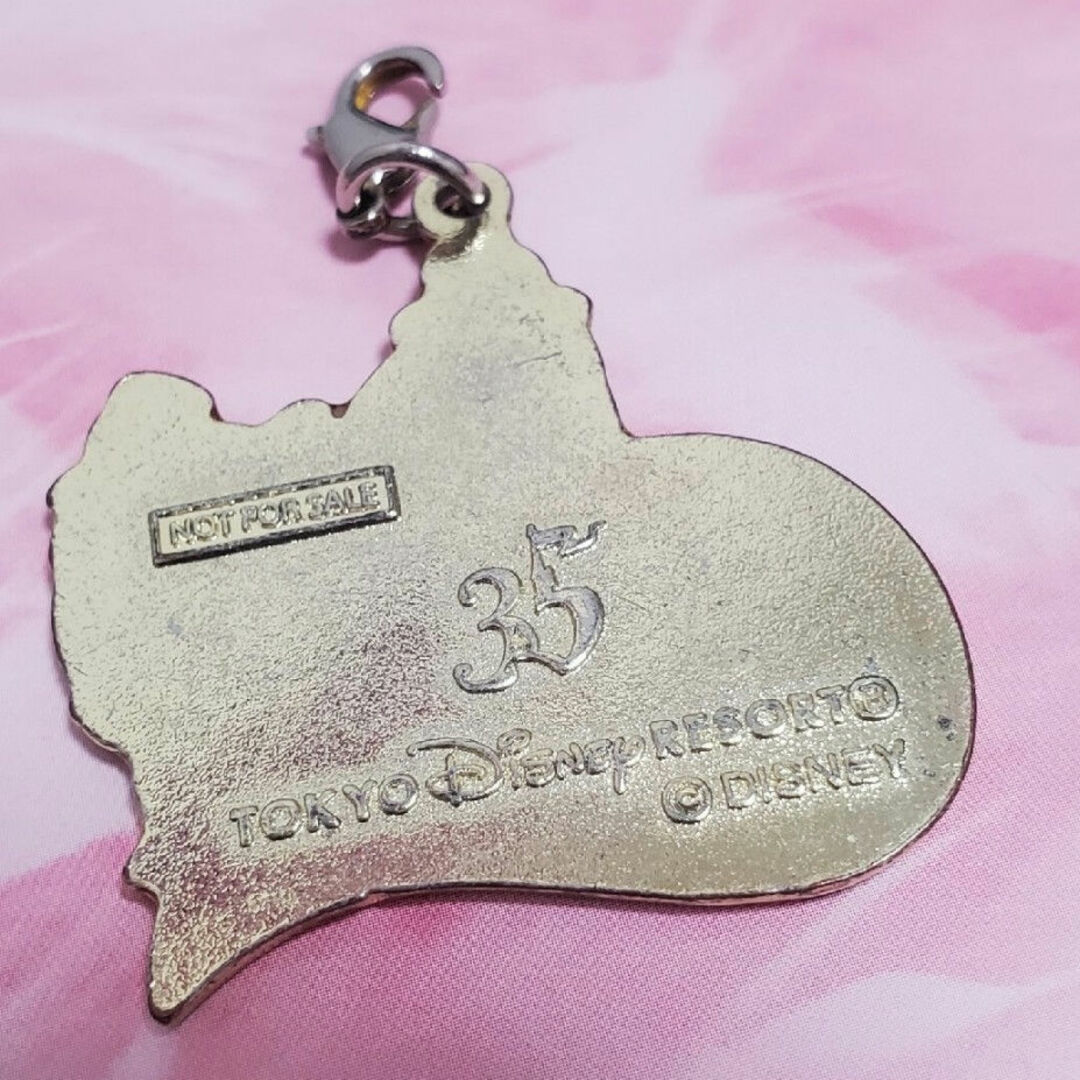 NOT FOR SALE
35
TOKYO Disney RESORT®
©DISNEY